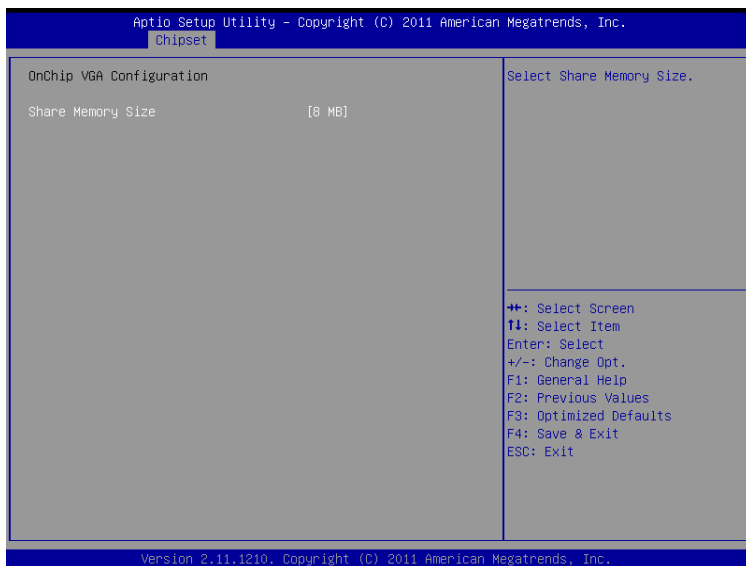 Aptio Setup Utility – Copyright (C) 2011 American Megatrends, Inc.
Chipset
OnChip VGA Configuration
Share Memory Size [8 MB]
Select Share Memory Size.
→←: Select Screen
↑↓: Select Item
Enter: Select
+/-: Change Opt.
F1: General Help
F2: Previous Values
F3: Optimized Defaults
F4: Save & Exit
ESC: Exit
Version 2.11.1210. Copyright (C) 2011 American Megatrends, Inc.